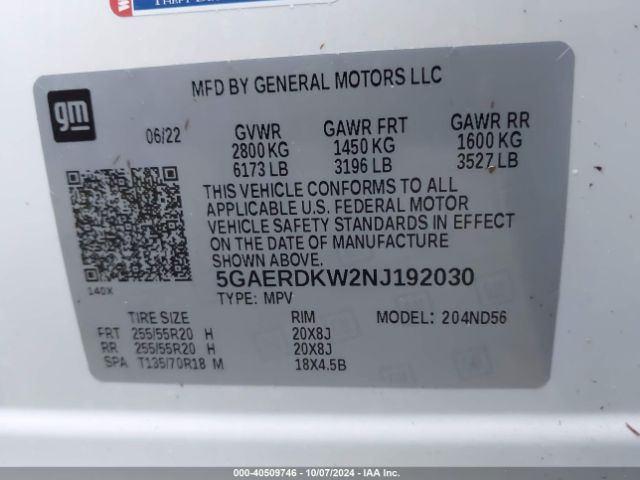 MFD BY GENERAL MOTORS LLC
gm
06/22 GVWR GAWR FRT GAWR RR
2800 KG 1450 KG 1600 KG
6173 LB 3196 LB 3527 LB
THIS VEHICLE CONFORMS TO ALL
APPLICABLE U.S. FEDERAL MOTOR
VEHICLE SAFETY STANDARDS IN EFFECT
ON THE DATE OF MANUFACTURE
SHOWN ABOVE.
140X
5GAERDKW2NJ192030
TYPE: MPV
TIRE SIZE RIM MODEL: 204ND56
FRT 255/55R20 H 20X8J
RR 255/55R20 H 20X8J
SPA T135/70R18 M 18X4.5B
000-40509746 - 10/07/2024 - IAA Inc.